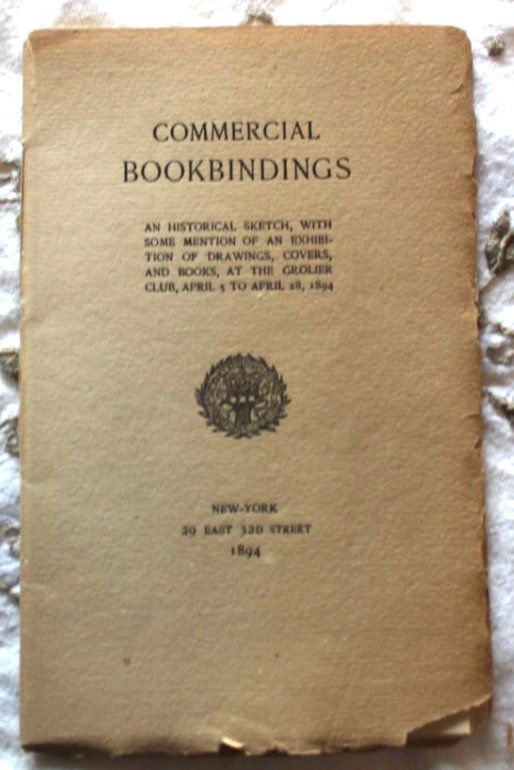 COMMERCIAL
BOOKBINDINGS
AN HISTORICAL SKETCH, WITH
SOME MENTION OF AN EXHIBI-
TION OF DRAWINGS, COVERS,
AND BOOKS, AT THE GROLIER
CLUB, APRIL 5 TO APRIL 28, 1894
NEW-YORK
29 EAST 32D STREET
1894